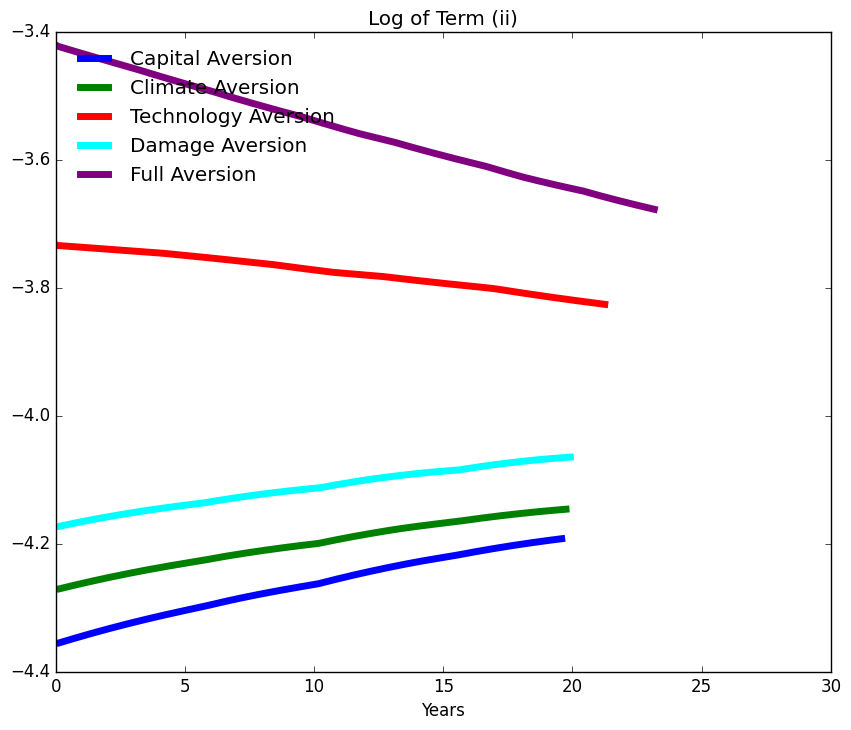 Log of Term (ii)
−3.4
−3.6
−3.8
−4.0
−4.2
−4.4
Capital Aversion
Climate Aversion
Technology Aversion
Damage Aversion
Full Aversion
0 5 10 15 20 25 30
Years